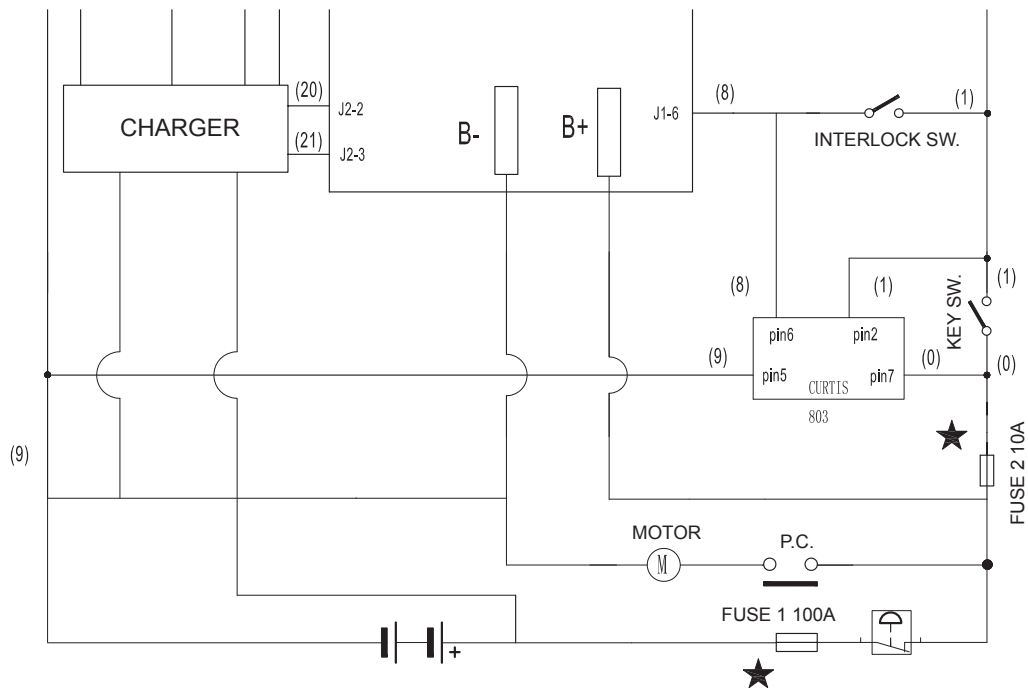 (20)
J2-2
CHARGER
(21)
J2-3
B-
B+
J1-6
(8)
(1)
INTERLOCK SW.
(8)
(1)
(1)
KEY SW.
pin6
pin2
(9)
pin5
pin7
(0)
(0)
CURTIS
803
(9)
FUSE 2 10A
MOTOR
M
P.C.
FUSE 1 100A
+